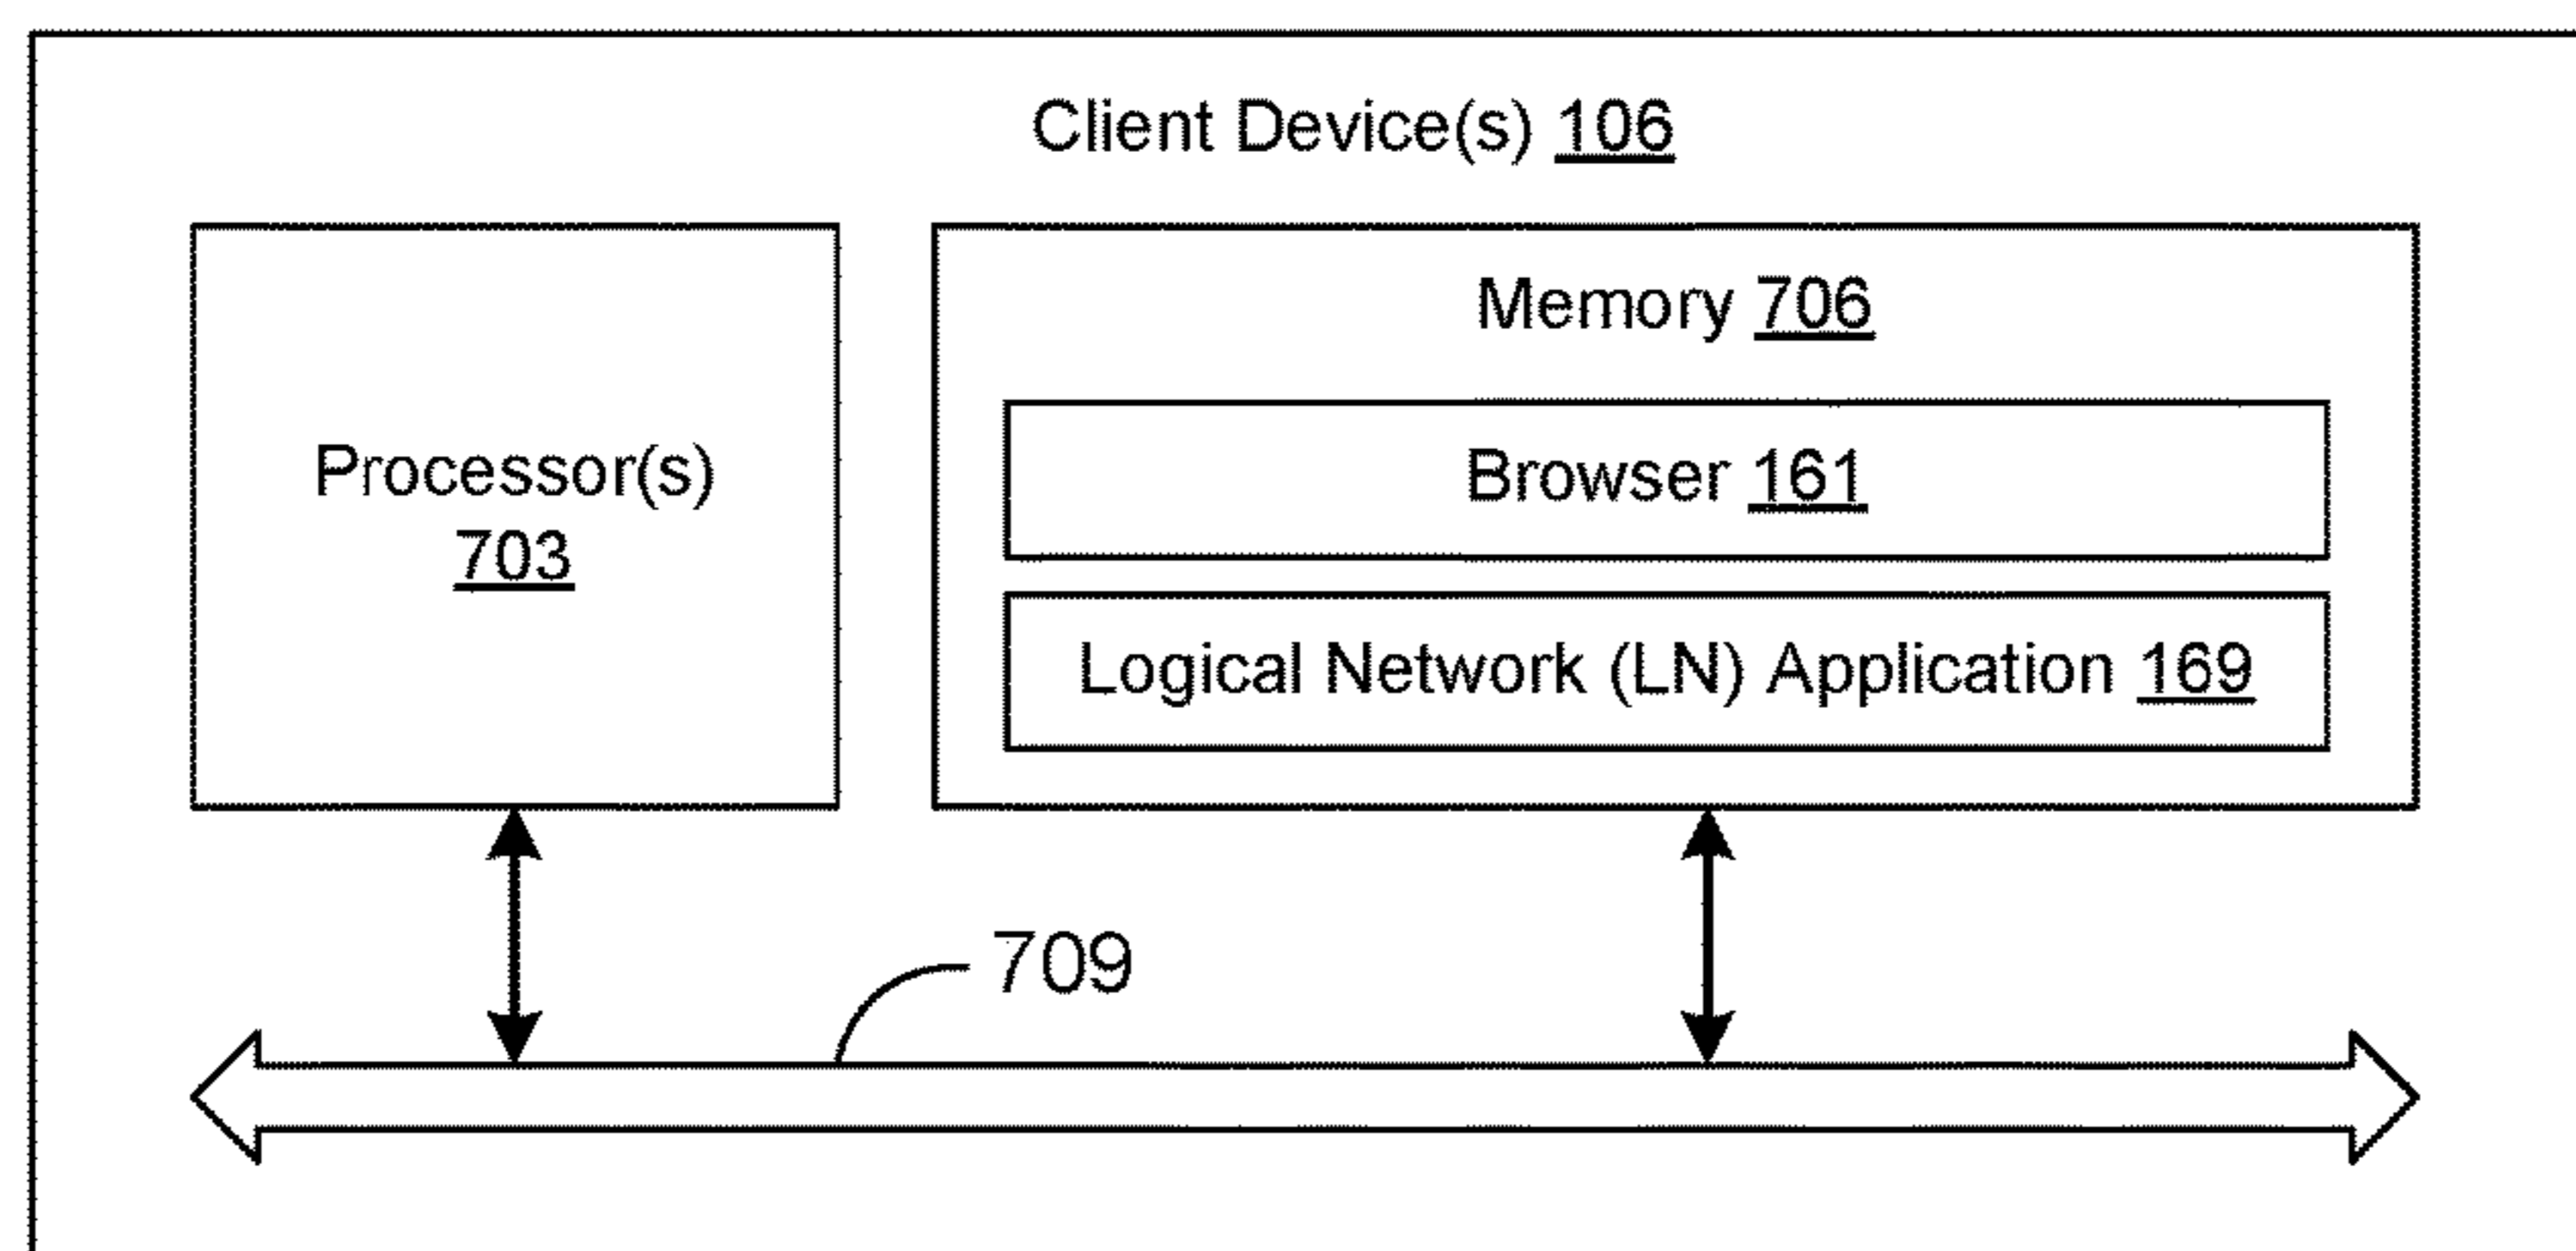 Client Device(s) 106
Processor(s)
703
Memory 706
Browser 161
Logical Network (LN) Application 169
709